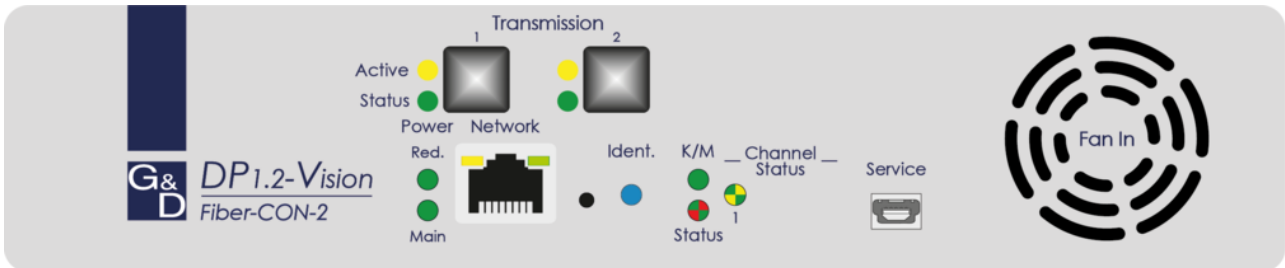 Transmission
1
2
Active
Status
Power Network
Red.
Ident.
K/M
Channel
Status
Service
Fan In
G&
D
DP1.2-Vision
Fiber-CON-2
Main
Status
1